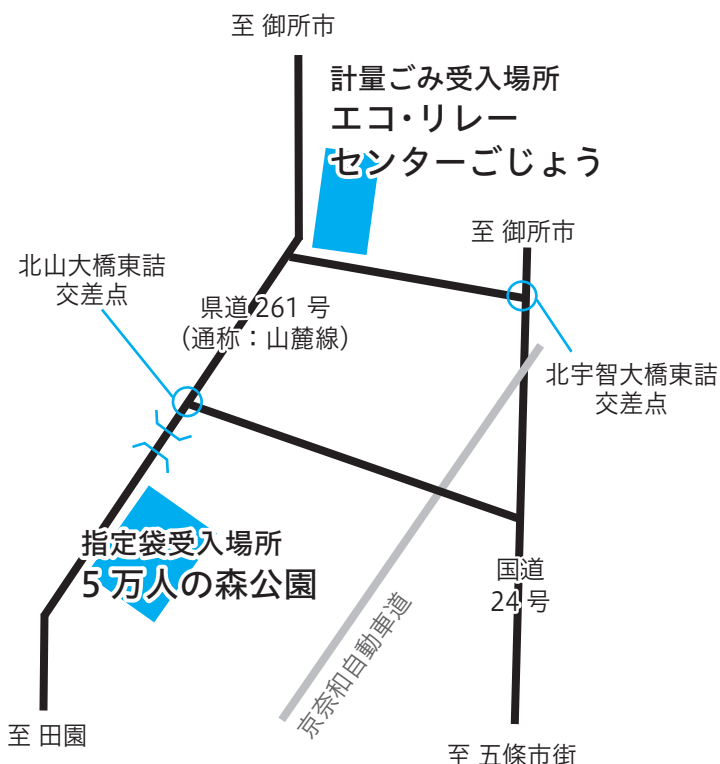 至 御所市
計量ごみ受入場所
エコ・リレー
センターごじょう
至 御所市
北山大橋東詰
交差点
県道 261 号
(通称：山麓線)
北宇智大橋東詰
交差点
指定袋受入場所
5 万人の森公園
国道
24 号
京奈和自動車道
至 田園
至 五條市街